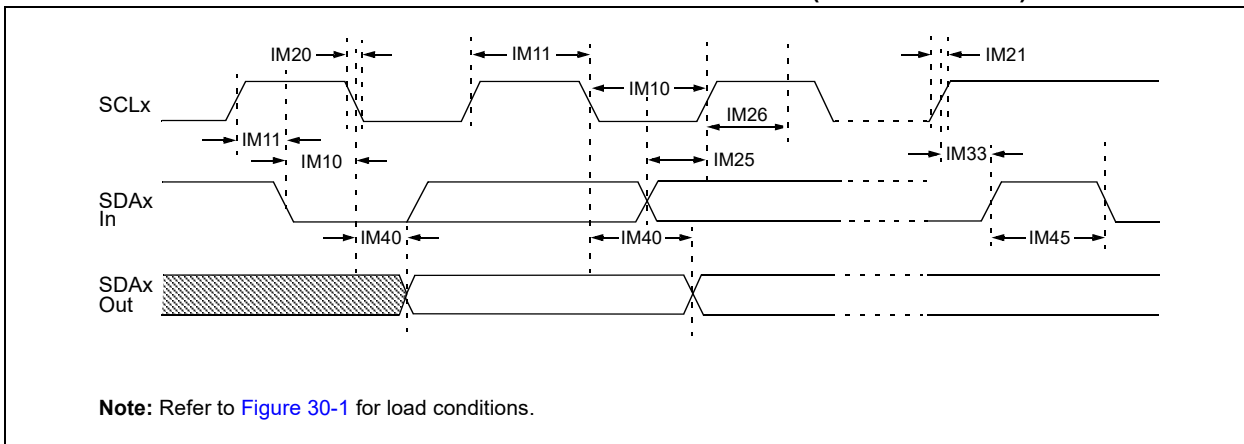 IM20 IM11 IM10 IM21
SCLx
IM26
IM11
IM10 IM25 IM33
SDAx
In
IM40 IM40 IM45
SDAx
Out
Note: Refer to Figure 30-1 for load conditions.